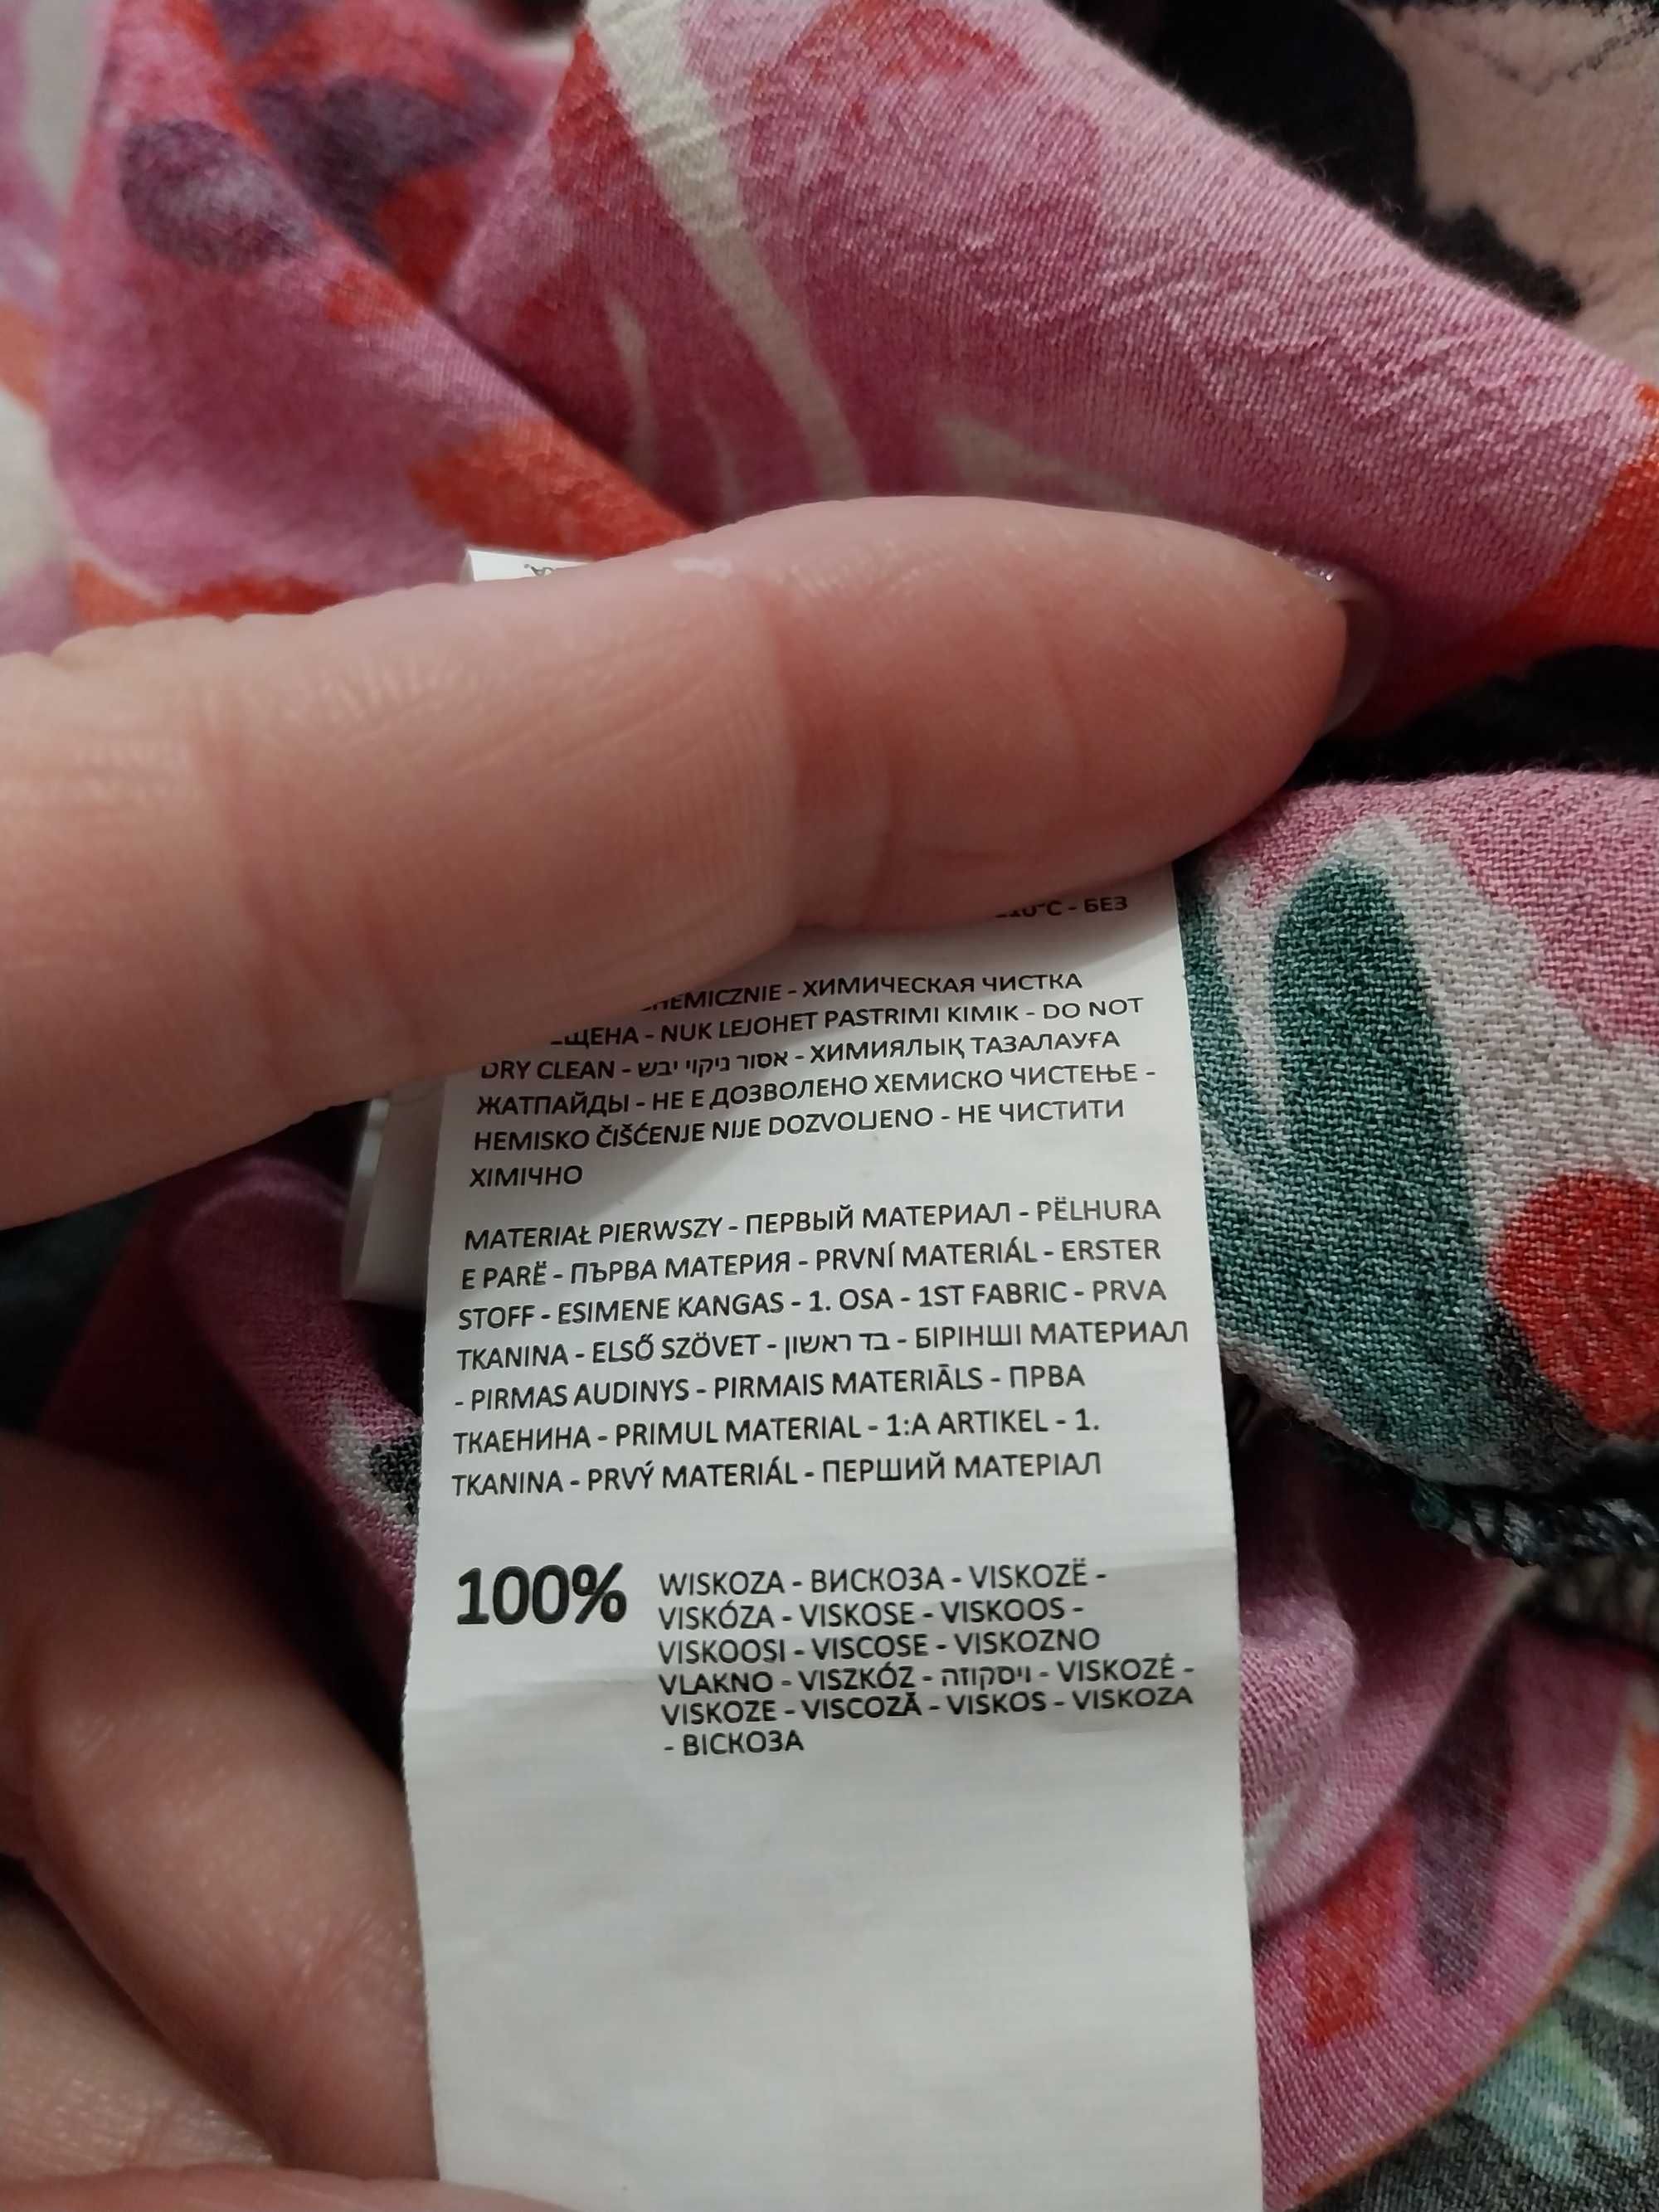 - БЕЗ
- ХИМИЧЕСКАЯ ЧИСТКА
- NUK LEJOHET PASTRIMI KIMIK - DO NOT
DRY CLEAN - אסור ניקוי יבש - ХИМИЯЛЫҚ ТАЗАЛАУҒА
ЖАТПАЙДЫ - НЕ Е ДОЗВОЛЕНО ХЕМИСКО ЧИСТЕЊЕ -
HEMISKO ČIŠĆENJE NIJE DOZVOLJENO - НЕ ЧИСТИТИ
ХІМІЧНО
MATERIAŁ PIERWSZY - ПЕРВЫЙ МАТЕРИАЛ - PËLHURA
E PARË - ПЪРВА МАТЕРИЯ - PRVNÍ MATERIÁL - ERSTER
STOFF - ESIMENE KANGAS - 1. OSA - 1ST FABRIC - PRVA
TKANINA - ELSŐ SZÖVET - בד ראשון - БІРІНШІ МАТЕРИАЛ
- PIRMAS AUDINYS - PIRMAIS MATERIĀLS - ПРВА
ТКАЕНИНА - PRIMUL MATERIAL - 1:A ARTIKEL - 1.
TKANINA - PRVÝ MATERIÁL - ПЕРШИЙ МАТЕРІАЛ
100% WISKOZA - ВИСКОЗА - VISKOZË -
VISKÓZA - VISKOSE - VISKOOS -
VISKOOSI - VISCOSE - VISKOZNO
VLAKNO - VISZKÓZ - ויסקוזה - VISKOZĖ -
VISKOZE - VISCOZĂ - VISKOS - VISKOZA
- ВІСКОЗА